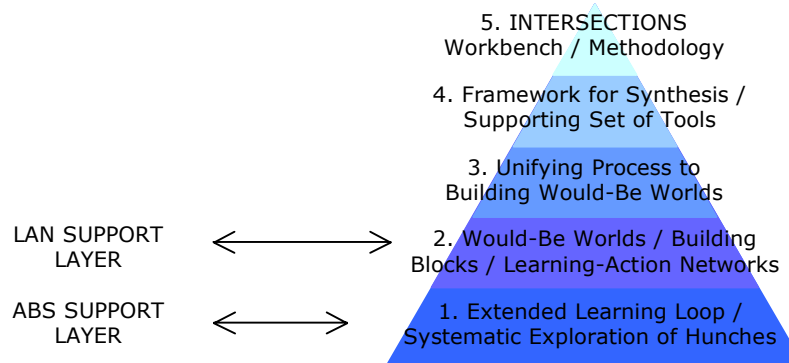 5. INTERSECTIONS
Workbench / Methodology
4. Framework for Synthesis /
Supporting Set of Tools
3. Unifying Process to
Building Would-Be Worlds
LAN SUPPORT
LAYER
2. Would-Be Worlds / Building
Blocks / Learning-Action Networks
ABS SUPPORT
LAYER
1. Extended Learning Loop /
Systematic Exploration of Hunches